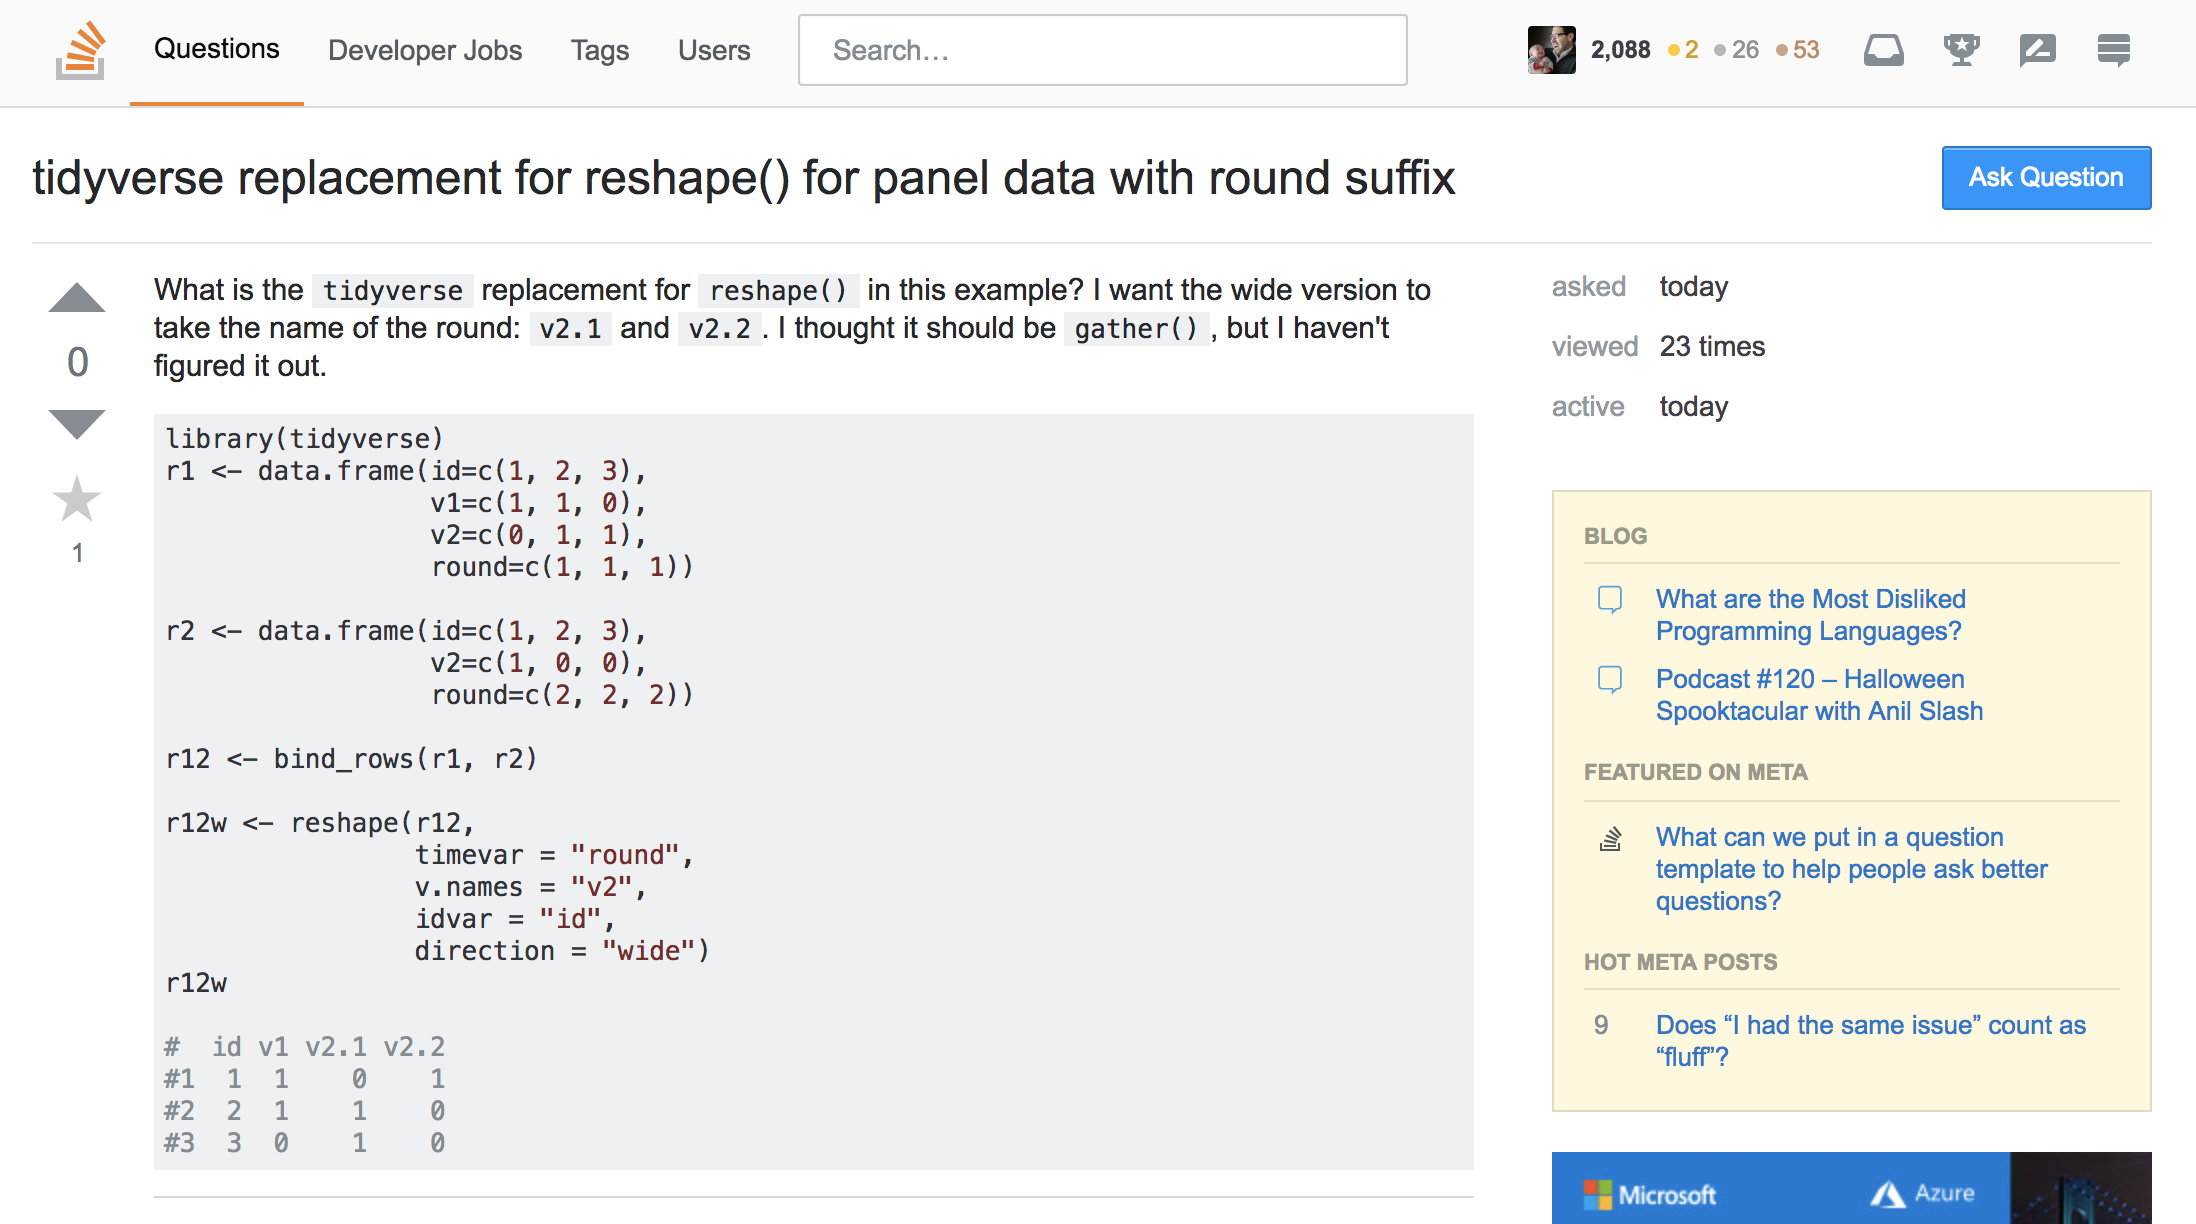 Questions Developer Jobs Tags Users Search... 2,088 2 26 53
tidyverse replacement for reshape() for panel data with round suffix
Ask Question
0
1
What is the tidyverse replacement for reshape() in this example? I want the wide version to
take the name of the round: v2.1 and v2.2. I thought it should be gather(), but I haven't
figured it out.
library(tidyverse)
r1 <- data.frame(id=c(1, 2, 3),
                 v1=c(1, 1, 0),
                 v2=c(0, 1, 1),
                 round=c(1, 1, 1))
r2 <- data.frame(id=c(1, 2, 3),
                 v2=c(1, 0, 0),
                 round=c(2, 2, 2))
r12 <- bind_rows(r1, r2)
r12w <- reshape(r12,
                timevar = "round",
                v.names = "v2",
                idvar = "id",
                direction = "wide")
r12w
#  id v1 v2.1 v2.2
#1  1  1    0    1
#2  2  1    1    0
#3  3  0    1    0
asked today
viewed 23 times
active today
BLOG
What are the Most Disliked
Programming Languages?
Podcast #120 – Halloween
Spooktacular with Anil Slash
FEATURED ON META
What can we put in a question
template to help people ask better
questions?
HOT META POSTS
9 Does “I had the same issue” count as
“fluff”?
Microsoft Azure